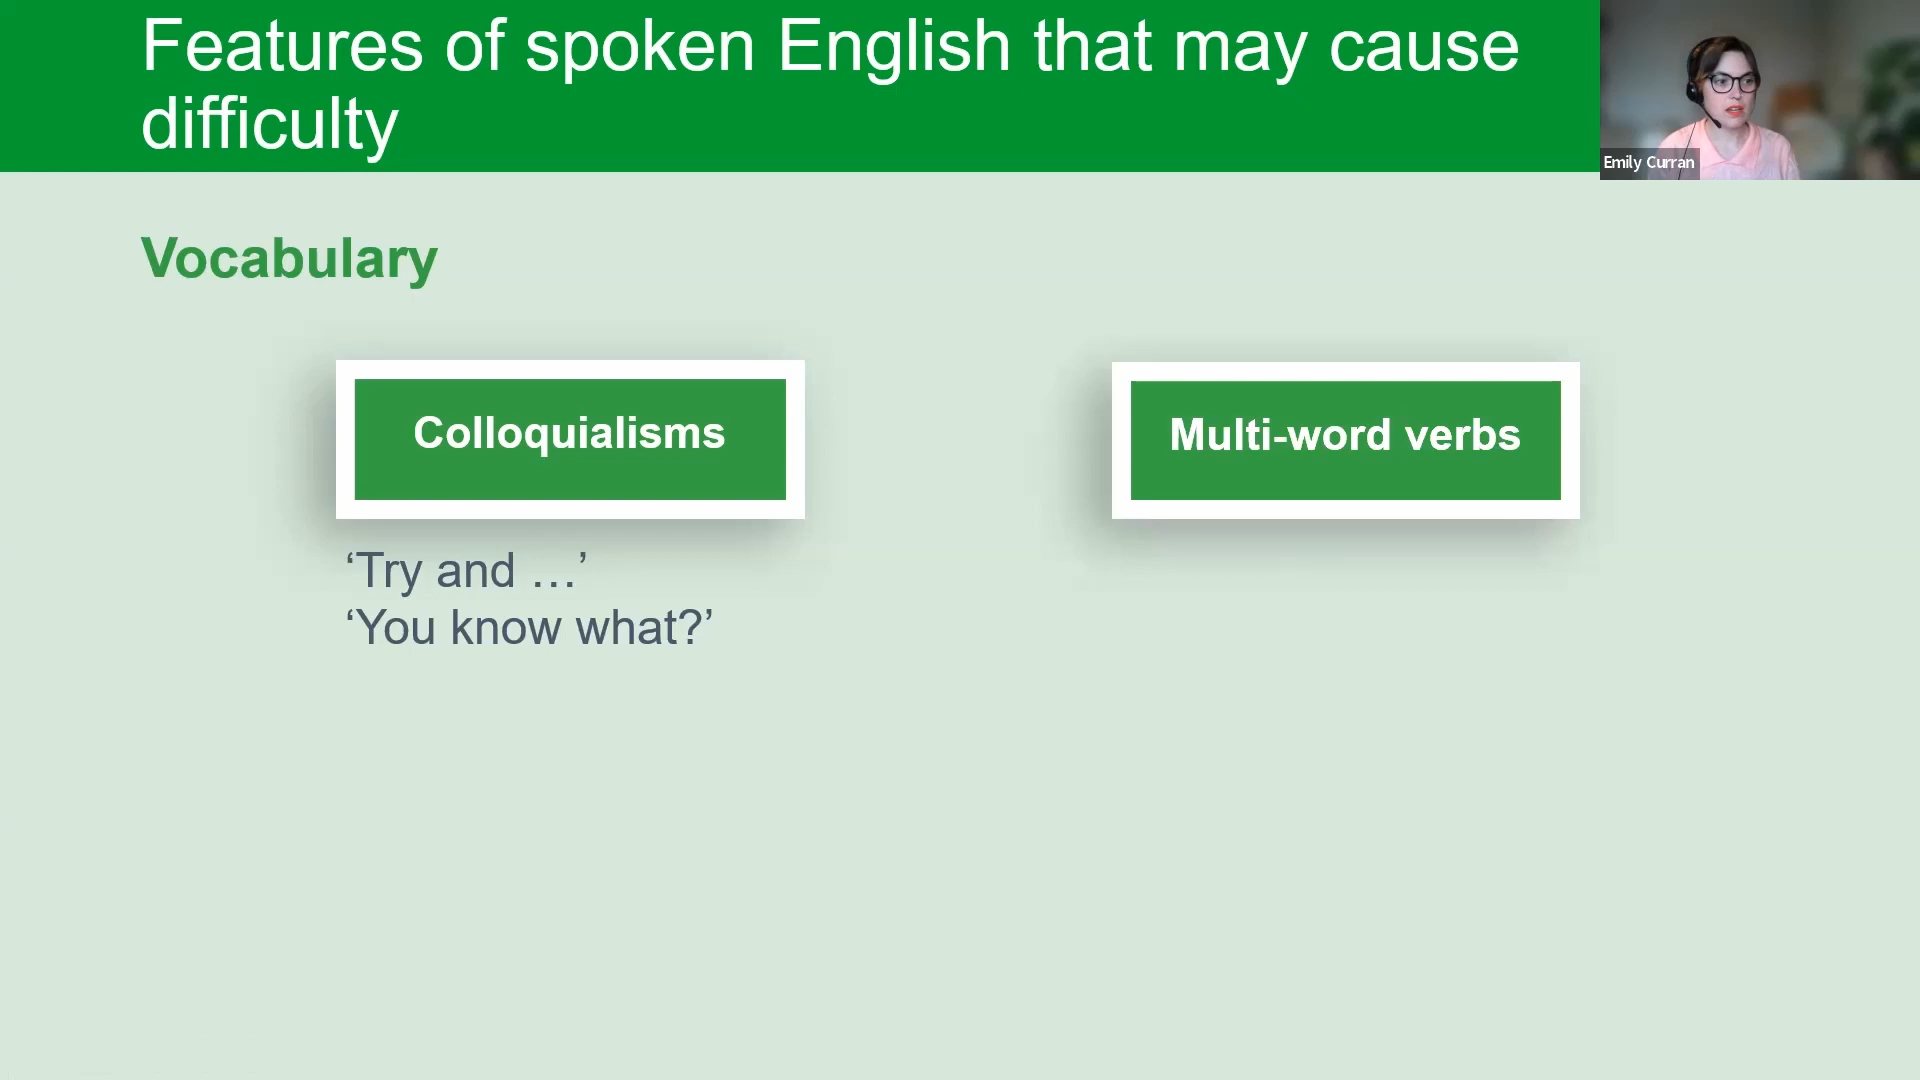 Features of spoken English that may cause
difficulty
Emily Curran
Vocabulary
Colloquialisms
Multi-word verbs
‘Try and …’
‘You know what?’